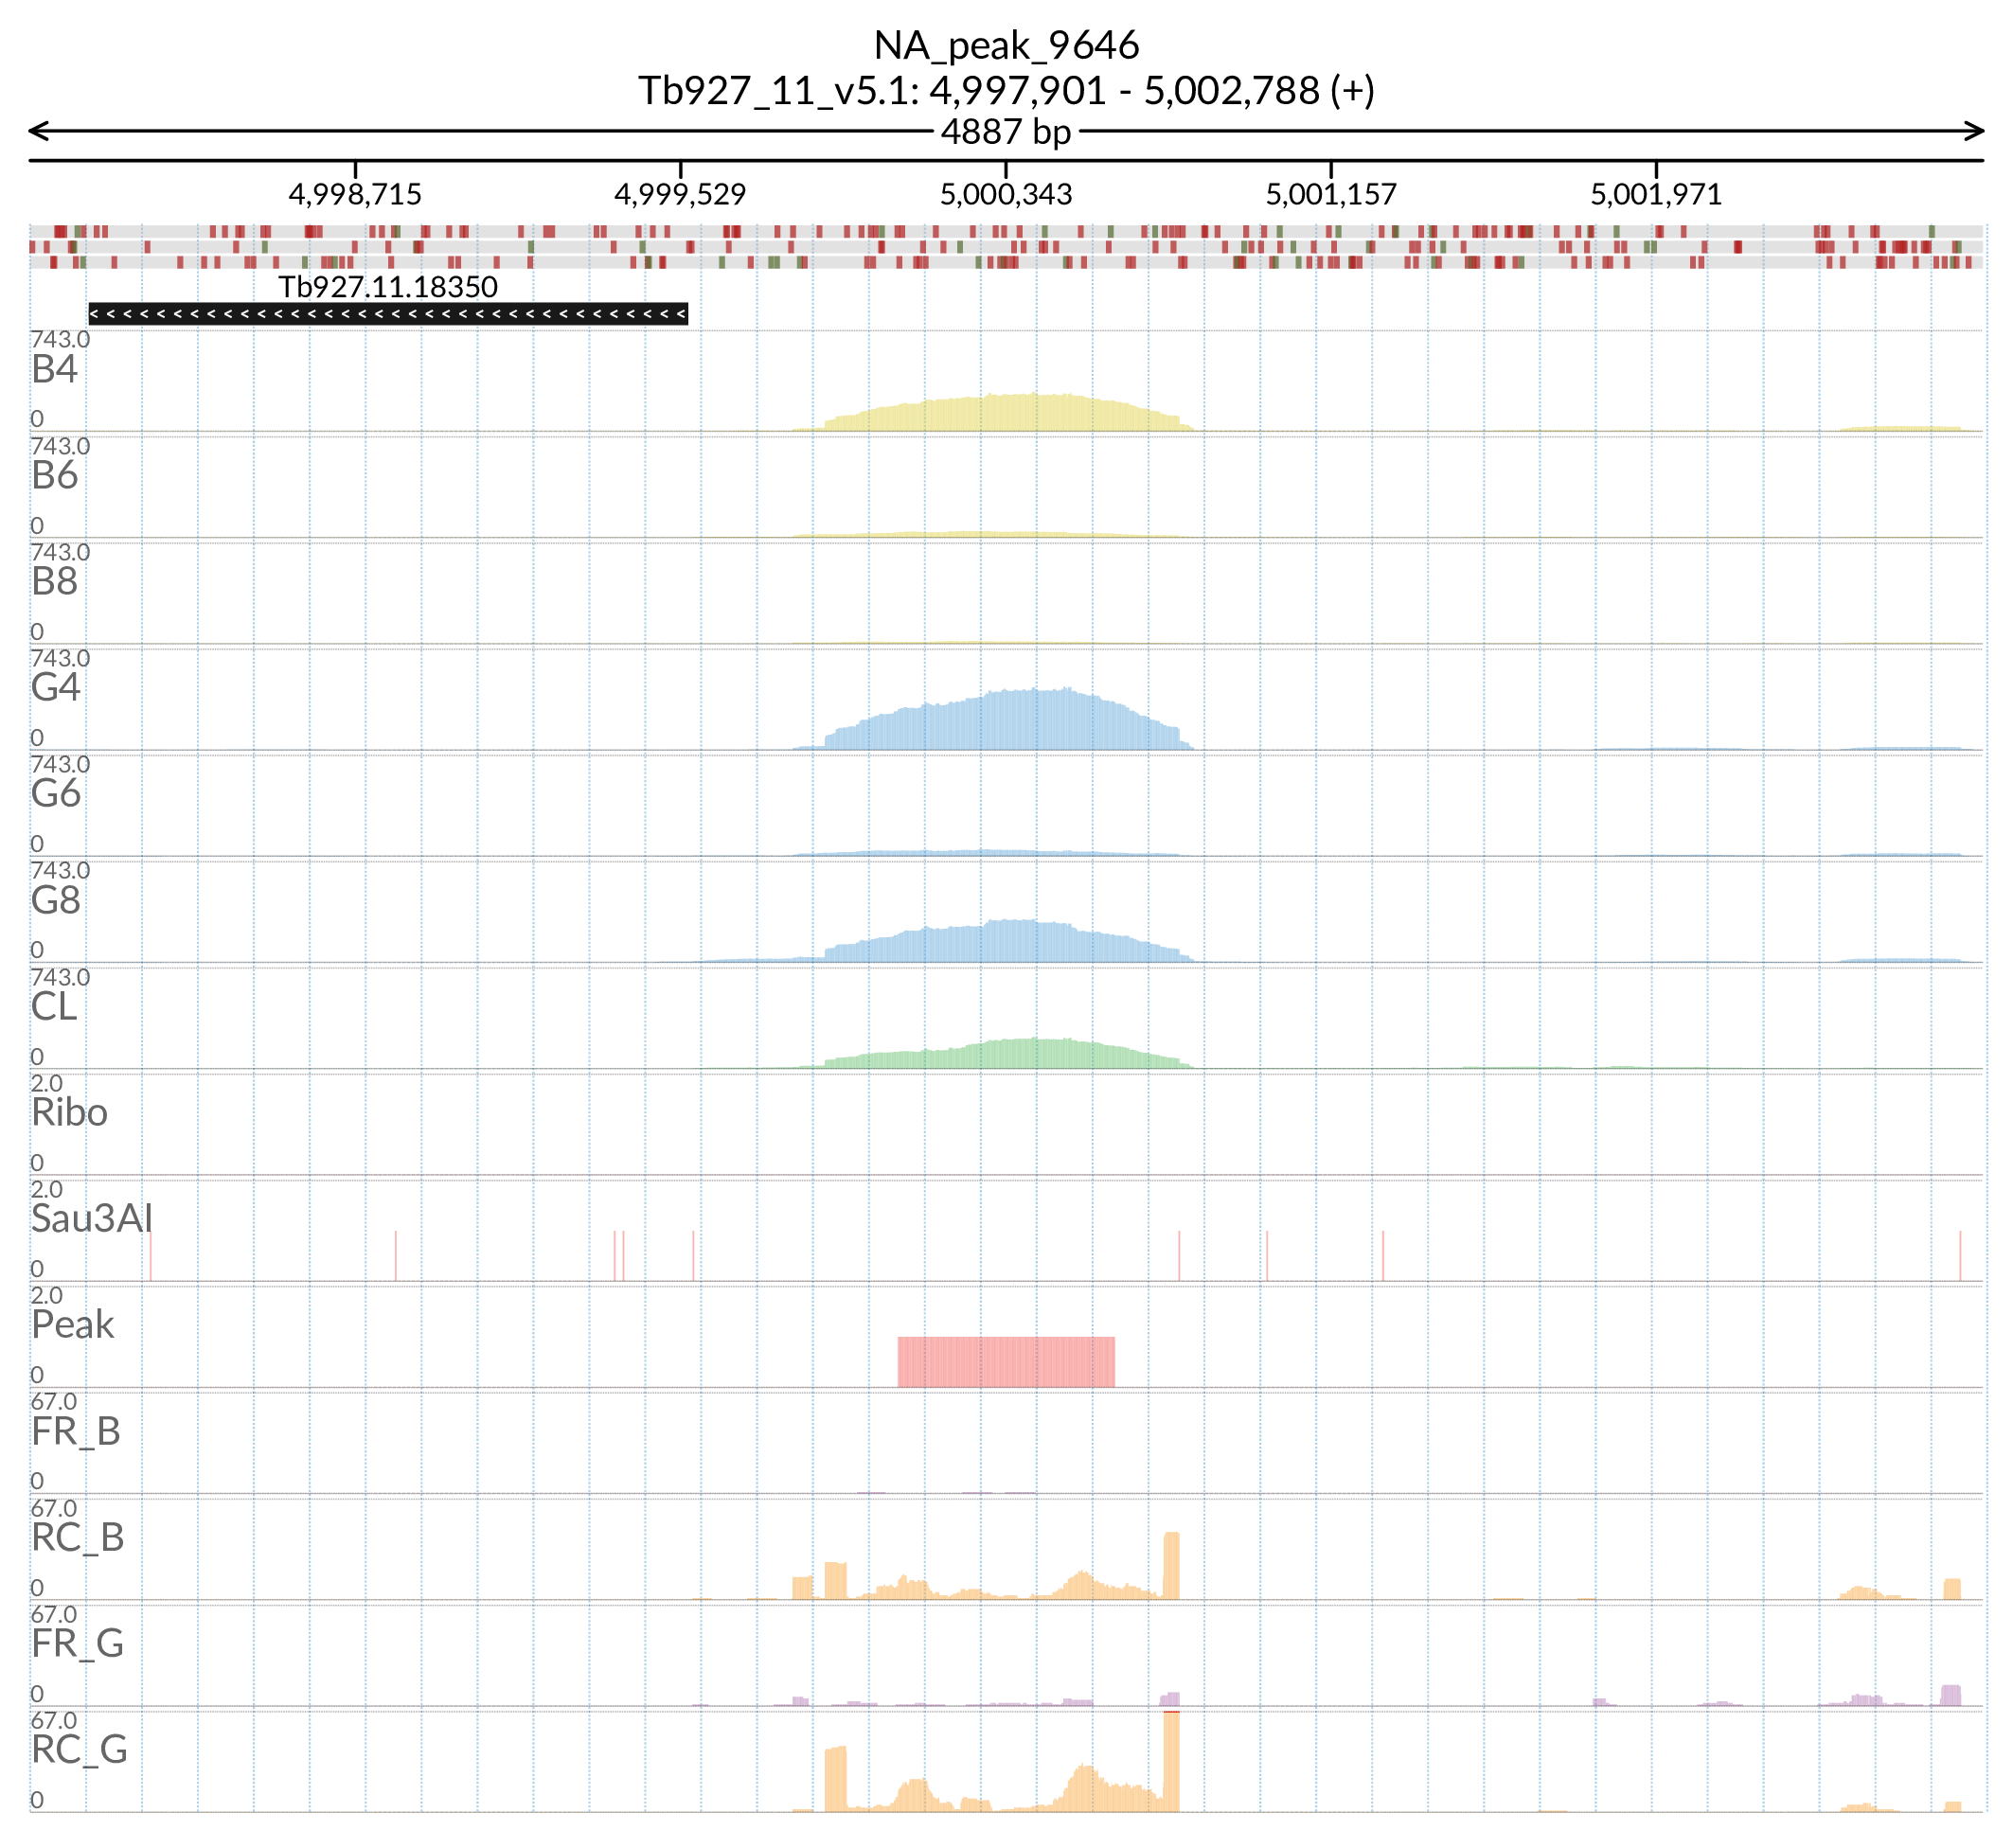 NA_peak_9646
Tb927_11_v5.1: 4,997,901 - 5,002,788 (+)
4887 bp
4,998,715 4,999,529 5,000,343 5,001,157 5,001,971
Tb927.11.18350
743.0
B4
0
743.0
B6
0
743.0
B8
0
743.0
G4
0
743.0
G6
0
743.0
G8
0
743.0
CL
0
2.0
Ribo
0
2.0
Sau3AI
0
2.0
Peak
0
67.0
FR_B
0
67.0
RC_B
0
67.0
FR_G
0
67.0
RC_G
0